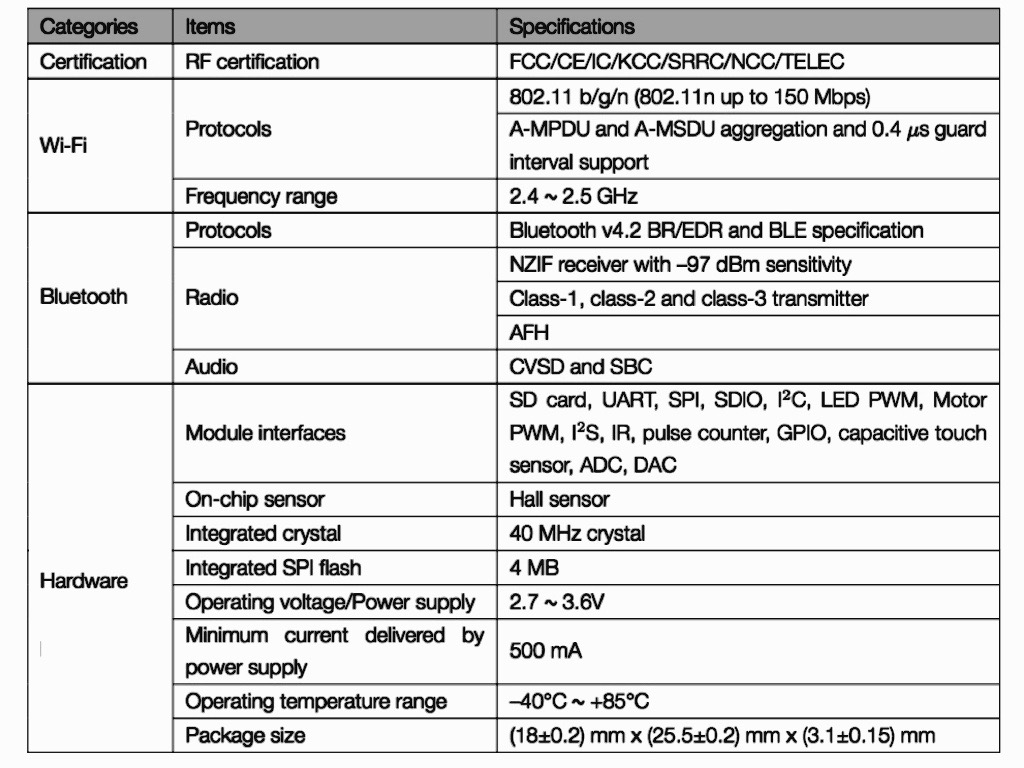 Categories Items Specifications
Certification RF certification FCC/CE/IC/KCC/SRRC/NCC/TELEC
Wi-Fi
Protocols
802.11 b/g/n (802.11n up to 150 Mbps)
A-MPDU and A-MSDU aggregation and 0.4 μs guard
interval support
Frequency range 2.4 ~ 2.5 GHz
Bluetooth
Protocols Bluetooth v4.2 BR/EDR and BLE specification
Radio
NZIF receiver with –97 dBm sensitivity
Class-1, class-2 and class-3 transmitter
AFH
Audio CVSD and SBC
Hardware
Module interfaces
SD card, UART, SPI, SDIO, I²C, LED PWM, Motor
PWM, I²S, IR, pulse counter, GPIO, capacitive touch
sensor, ADC, DAC
On-chip sensor Hall sensor
Integrated crystal 40 MHz crystal
Integrated SPI flash 4 MB
Operating voltage/Power supply 2.7 ~ 3.6V
Minimum current delivered by
power supply
500 mA
Operating temperature range –40°C ~ +85°C
Package size (18±0.2) mm x (25.5±0.2) mm x (3.1±0.15) mm